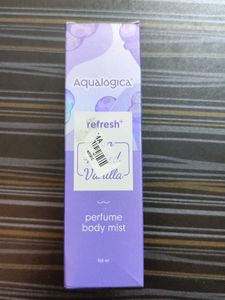 Aqualogica®
refresh+
Vanilla
perfume
body mist